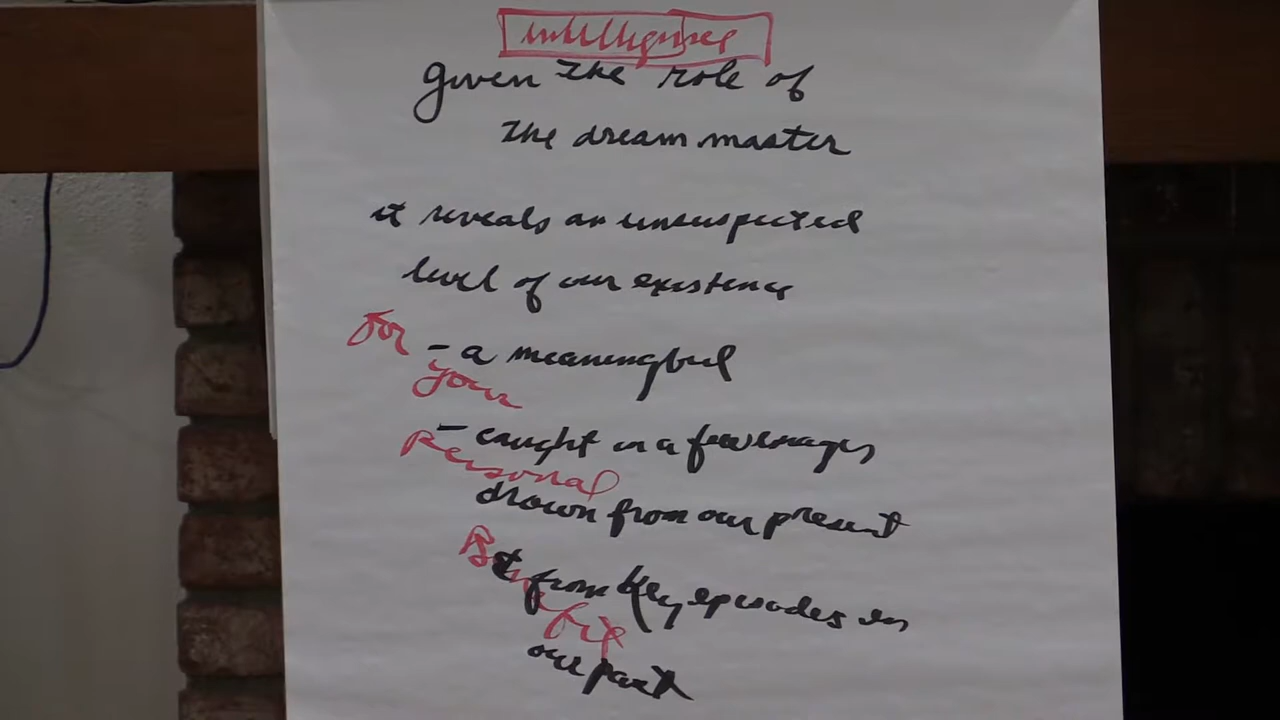 intelligence
given the role of
the dream master
it reveals an unsuspected
level of our existence
For
- a meaningful
your
- caught in a few images
Personal
drawn from our present
& from key episodes in
Benefit
our past